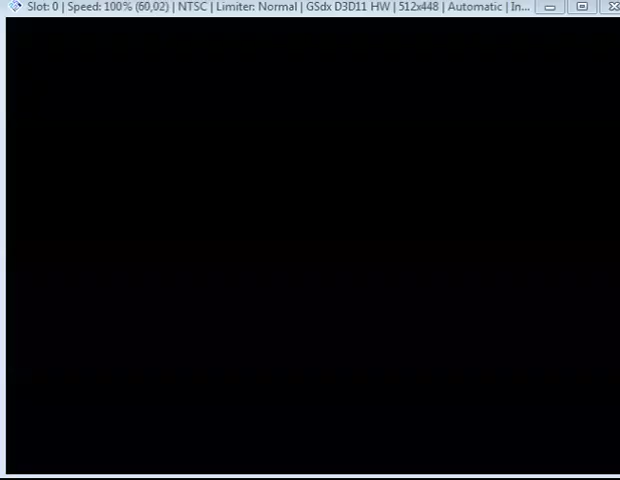 Slot: 0 | Speed: 100% (60,02) | NTSC | Limiter: Normal | GSdx D3D11 HW | 512x448 | Automatic | In...